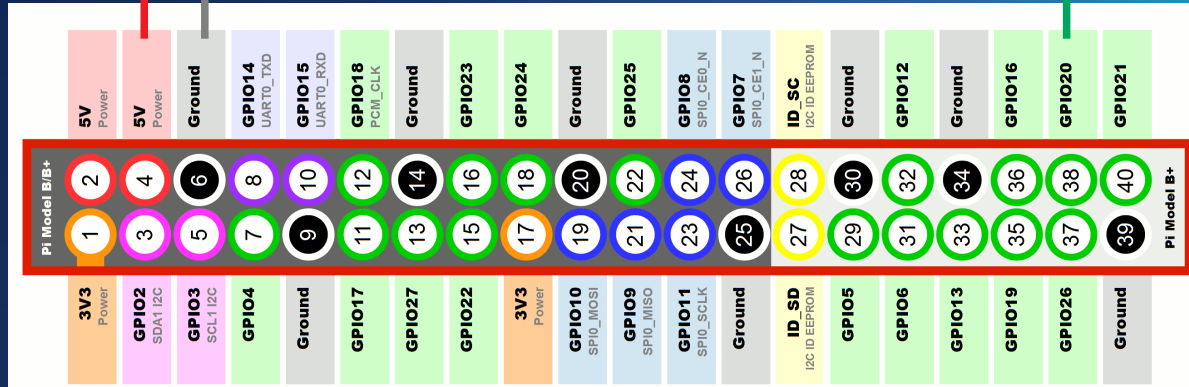 5V
Power
5V
Power
Ground
GPIO14
UART0_TXD
GPIO15
UART0_RXD
GPIO18
PCM_CLK
Ground
GPIO23
GPIO24
Ground
GPIO25
GPIO8
SPI0_CE0_N
GPIO7
SPI0_CE1_N
ID_SC
I2C ID EEPROM
Ground
GPIO12
Ground
GPIO16
GPIO20
GPIO21
Pi Model B/B+
2
4
6
8
10
12
14
16
18
20
22
24
26
28
30
32
34
36
38
40
1
3
5
7
9
11
13
15
17
19
21
23
25
27
29
31
33
35
37
39
Pi Model B+
3V3
Power
GPIO2
SDA1 I2C
GPIO3
SCL1 I2C
GPIO4
Ground
GPIO17
GPIO27
GPIO22
3V3
Power
GPIO10
SPI0_MOSI
GPIO9
SPI0_MISO
GPIO11
SPI0_SCLK
Ground
ID_SD
I2C ID EEPROM
GPIO5
GPIO6
GPIO13
GPIO19
GPIO26
Ground